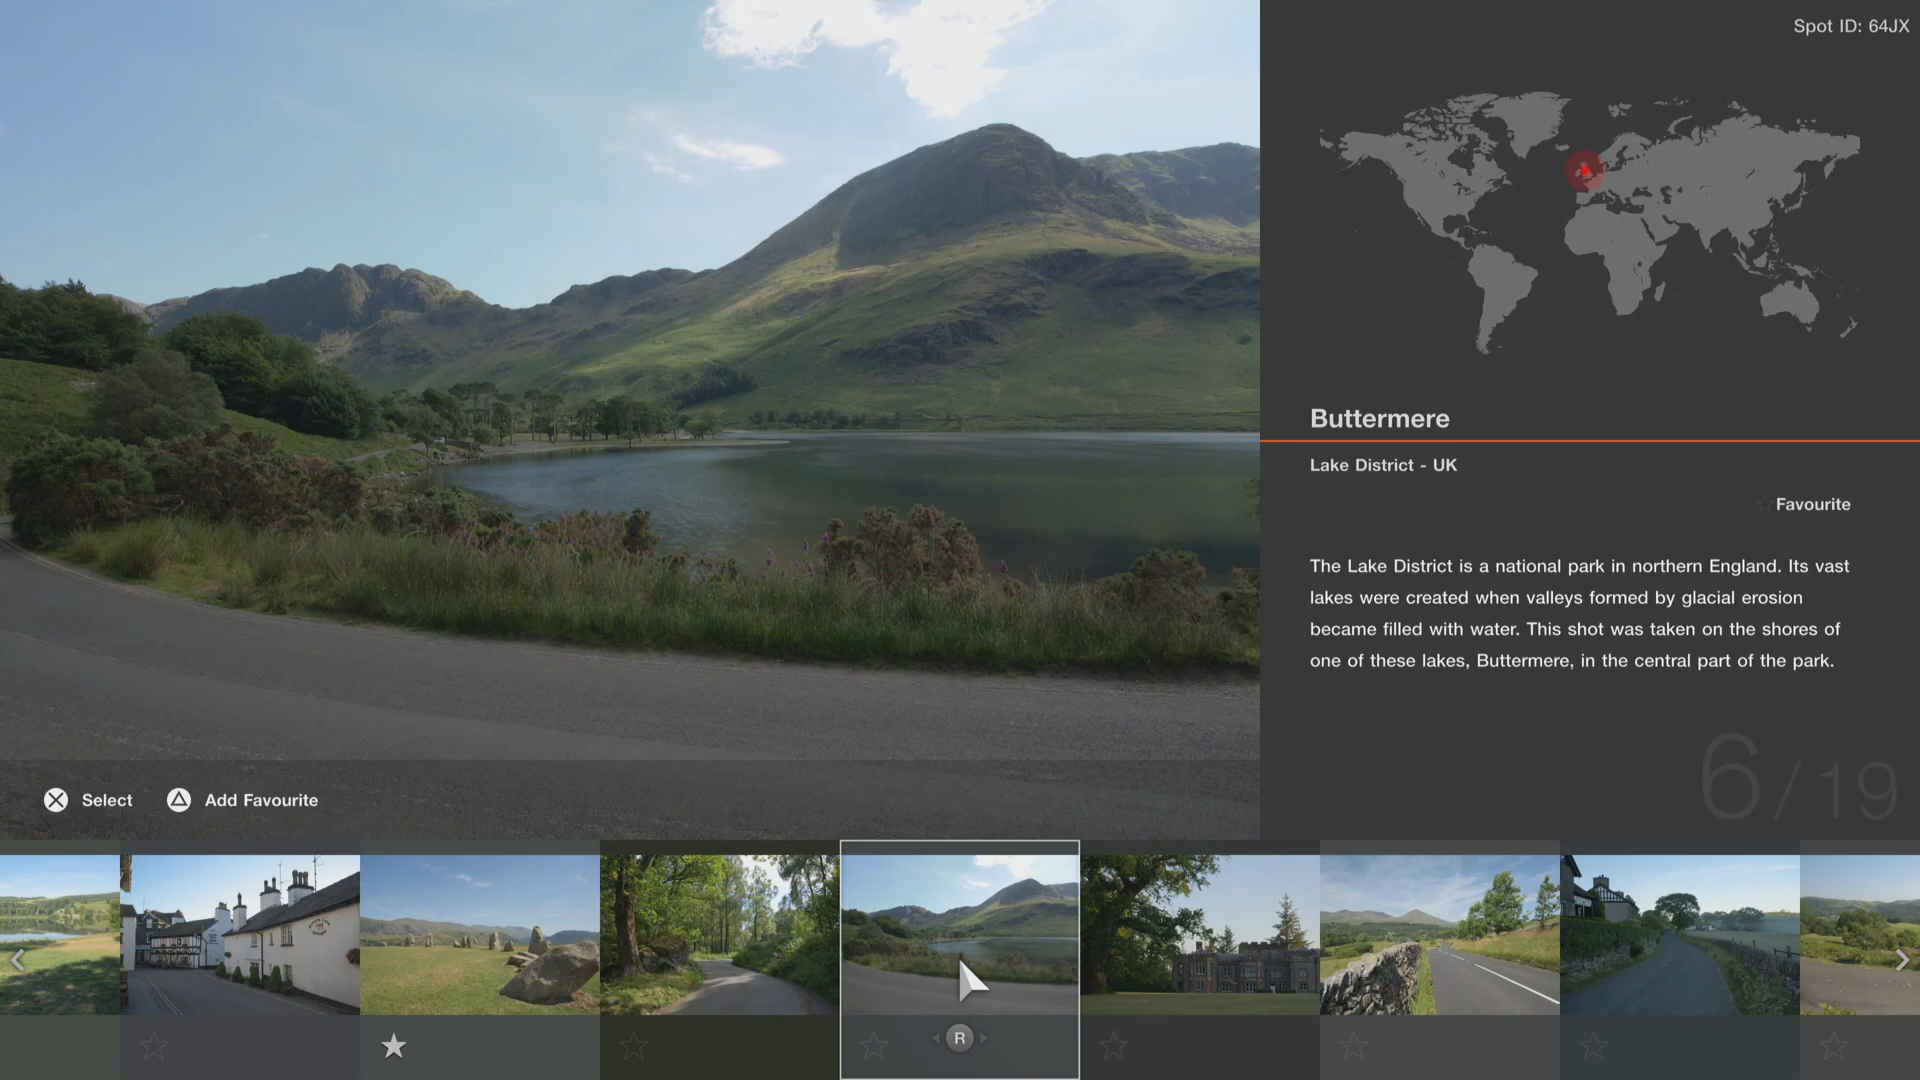 Spot ID: 64JX
Buttermere
Lake District - UK
Favourite
The Lake District is a national park in northern England. Its vast
lakes were created when valleys formed by glacial erosion
became filled with water. This shot was taken on the shores of
one of these lakes, Buttermere, in the central part of the park.
6/19
Select
Add Favourite
R